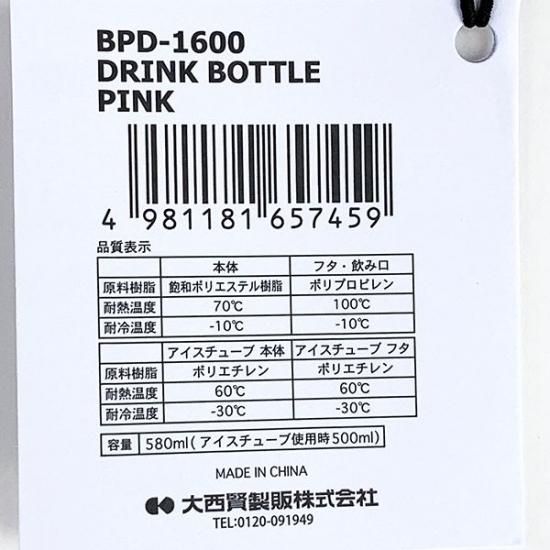 BPD-1600
DRINK BOTTLE
PINK
4 981181 657459
品質表示
本体 フタ・飲み口
原料樹脂 飽和ポリエステル樹脂 ポリプロピレン
耐熱温度 70℃ 100℃
耐冷温度 -10℃ -10℃
アイスチューブ 本体 アイスチューブ フタ
原料樹脂 ポリエチレン ポリエチレン
耐熱温度 60℃ 60℃
耐冷温度 -30℃ -30℃
容量 580ml(アイスチューブ使用時500ml)
MADE IN CHINA
大西賢製販株式会社
TEL:0120-091949